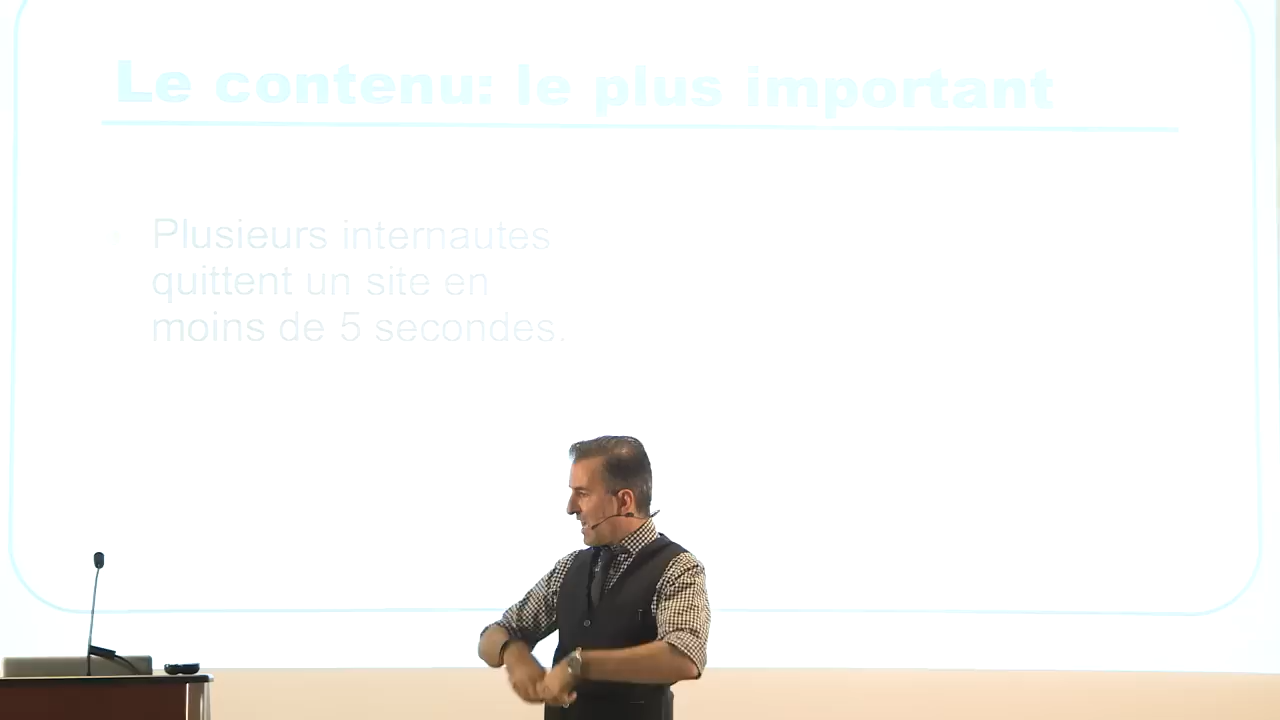 Le contenu: le plus important
Plusieurs internautes
quittent un site en
moins de 5 secondes.